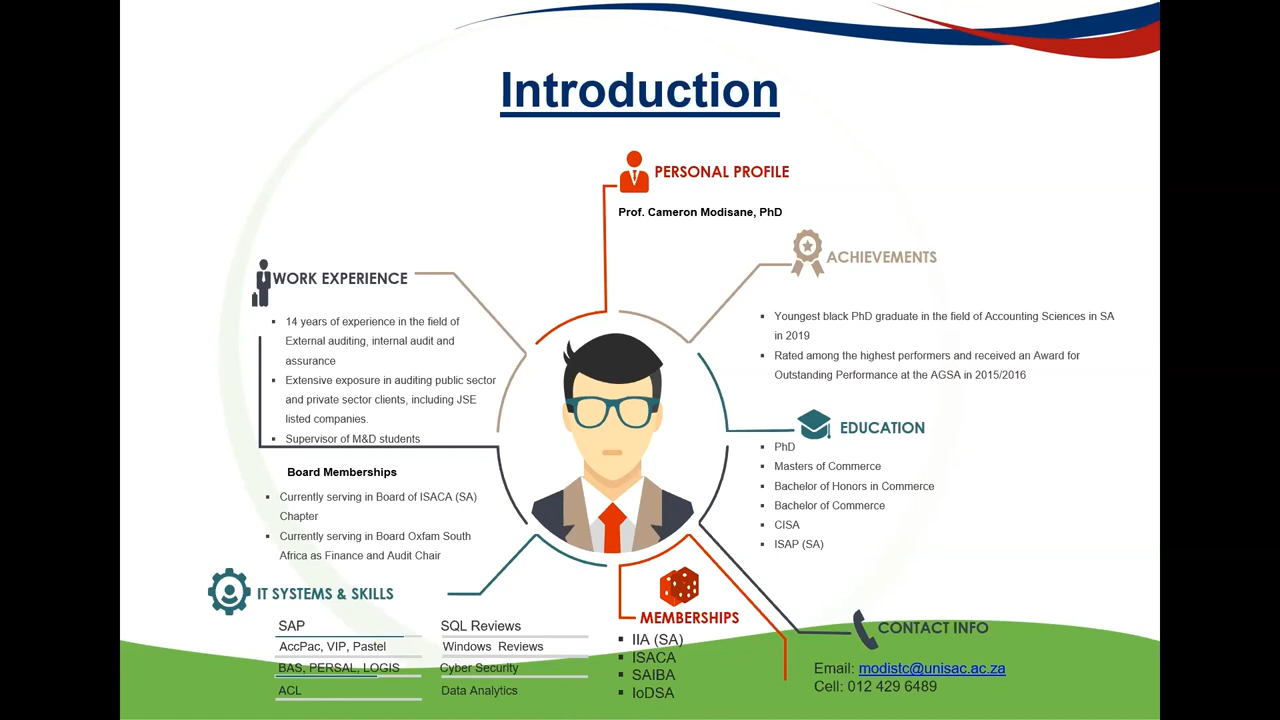 Introduction
PERSONAL PROFILE
Prof. Cameron Modisane, PhD
ACHIEVEMENTS
Youngest black PhD graduate in the field of Accounting Sciences in SA
in 2019
Rated among the highest performers and received an Award for
Outstanding Performance at the AGSA in 2015/2016
WORK EXPERIENCE
14 years of experience in the field of
External auditing, internal audit and
assurance
Extensive exposure in auditing public sector
and private sector clients, including JSE
listed companies.
Supervisor of M&D students
Board Memberships
Currently serving in Board of ISACA (SA)
Chapter
Currently serving in Board Oxfam South
Africa as Finance and Audit Chair
EDUCATION
PhD
Masters of Commerce
Bachelor of Honors in Commerce
Bachelor of Commerce
CISA
ISAP (SA)
IT SYSTEMS & SKILLS
SAP
AccPac, VIP, Pastel
BAS, PERSAL, LOGIS
ACL
SQL Reviews
Windows Reviews
Cyber Security
Data Analytics
MEMBERSHIPS
IIA (SA)
ISACA
SAIBA
IoDSA
CONTACT INFO
Email: modistc@unisac.ac.za
Cell: 012 429 6489